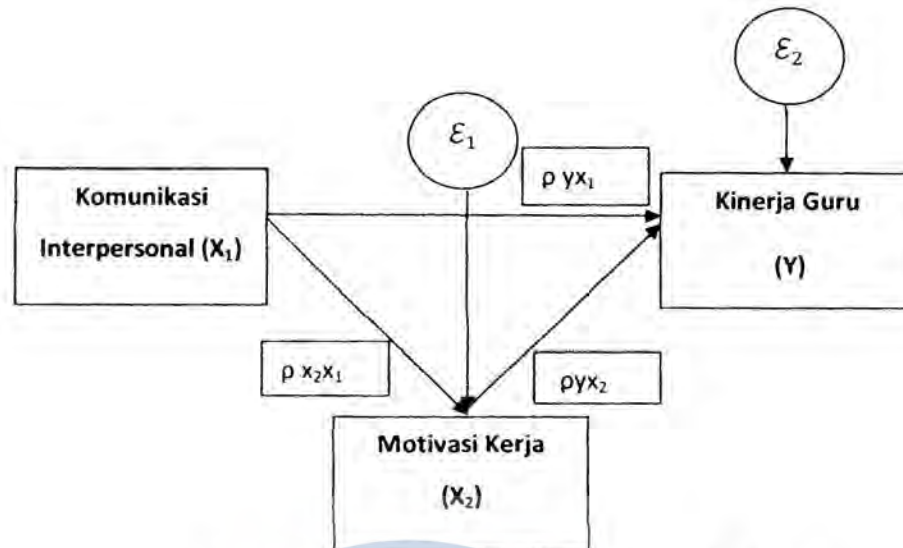 ε₂
ε₁
ρ yx₁
Komunikasi
Interpersonal (X₁)
Kinerja Guru
(Y)
ρ x₂x₁
ρyx₂
Motivasi Kerja
(X₂)